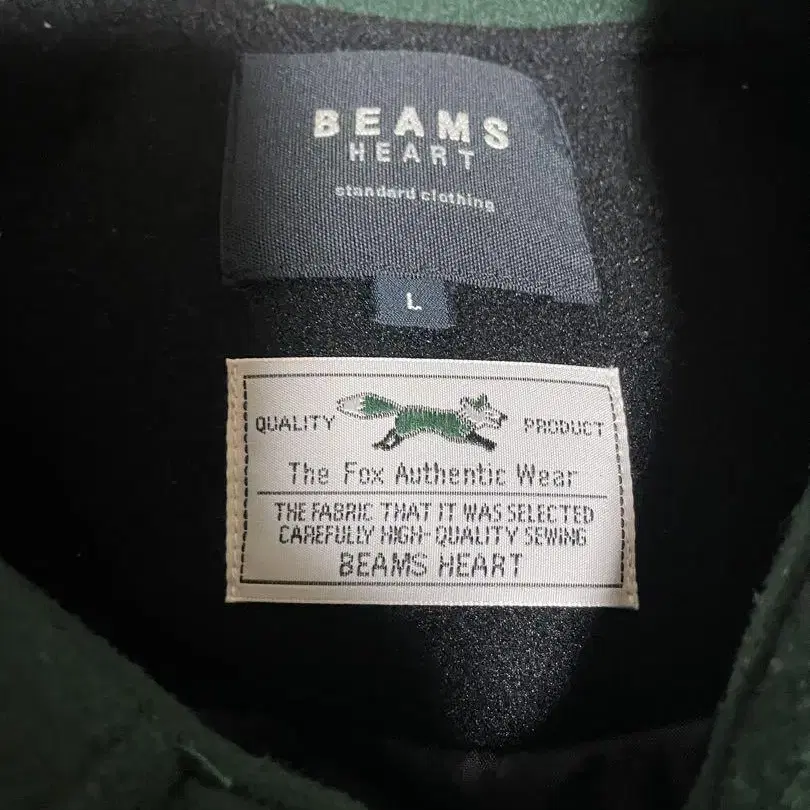 BEAMS
HEART
standard clothing
L
QUALITY PRODUCT
The Fox Authentic Wear
THE FABRIC THAT IT WAS SELECTED
CAREFULLY HIGH-QUALITY SEWING
BEAMS HEART